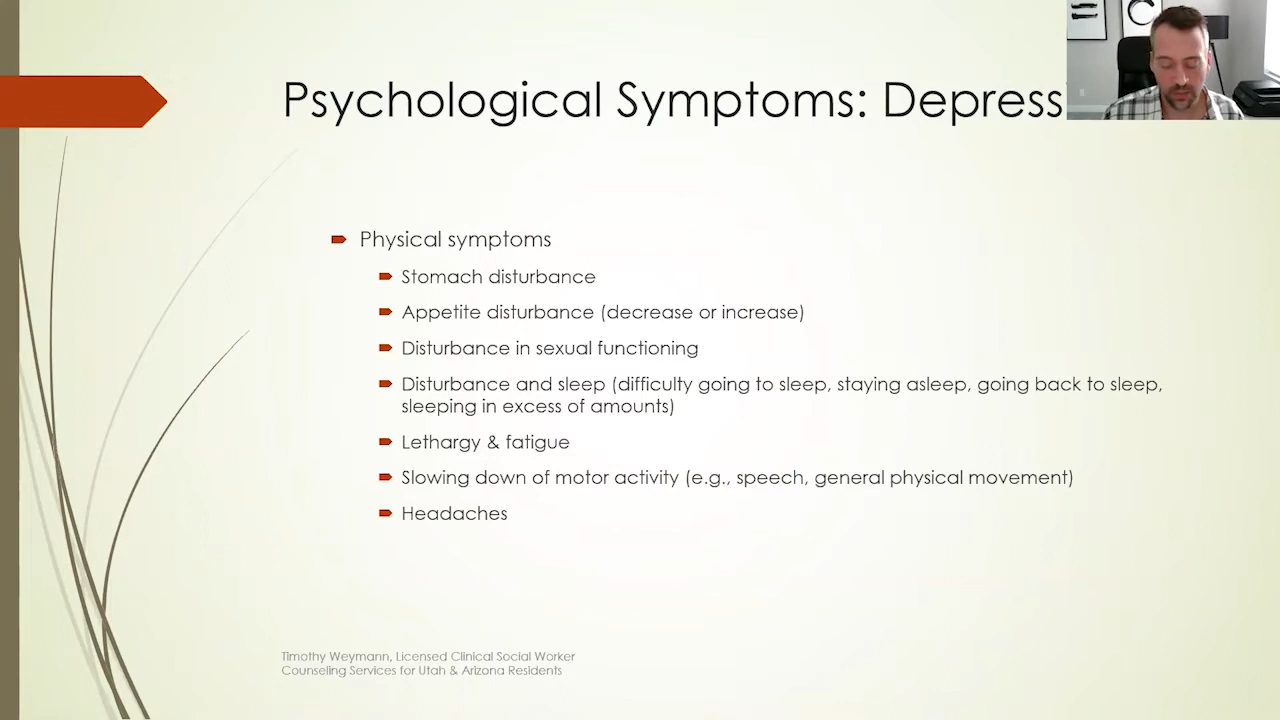 Psychological Symptoms: Depress
Physical symptoms
Stomach disturbance
Appetite disturbance (decrease or increase)
Disturbance in sexual functioning
Disturbance and sleep (difficulty going to sleep, staying asleep, going back to sleep,
sleeping in excess of amounts)
Lethargy & fatigue
Slowing down of motor activity (e.g., speech, general physical movement)
Headaches
Timothy Weymann, Licensed Clinical Social Worker
Counseling Services for Utah & Arizona Residents